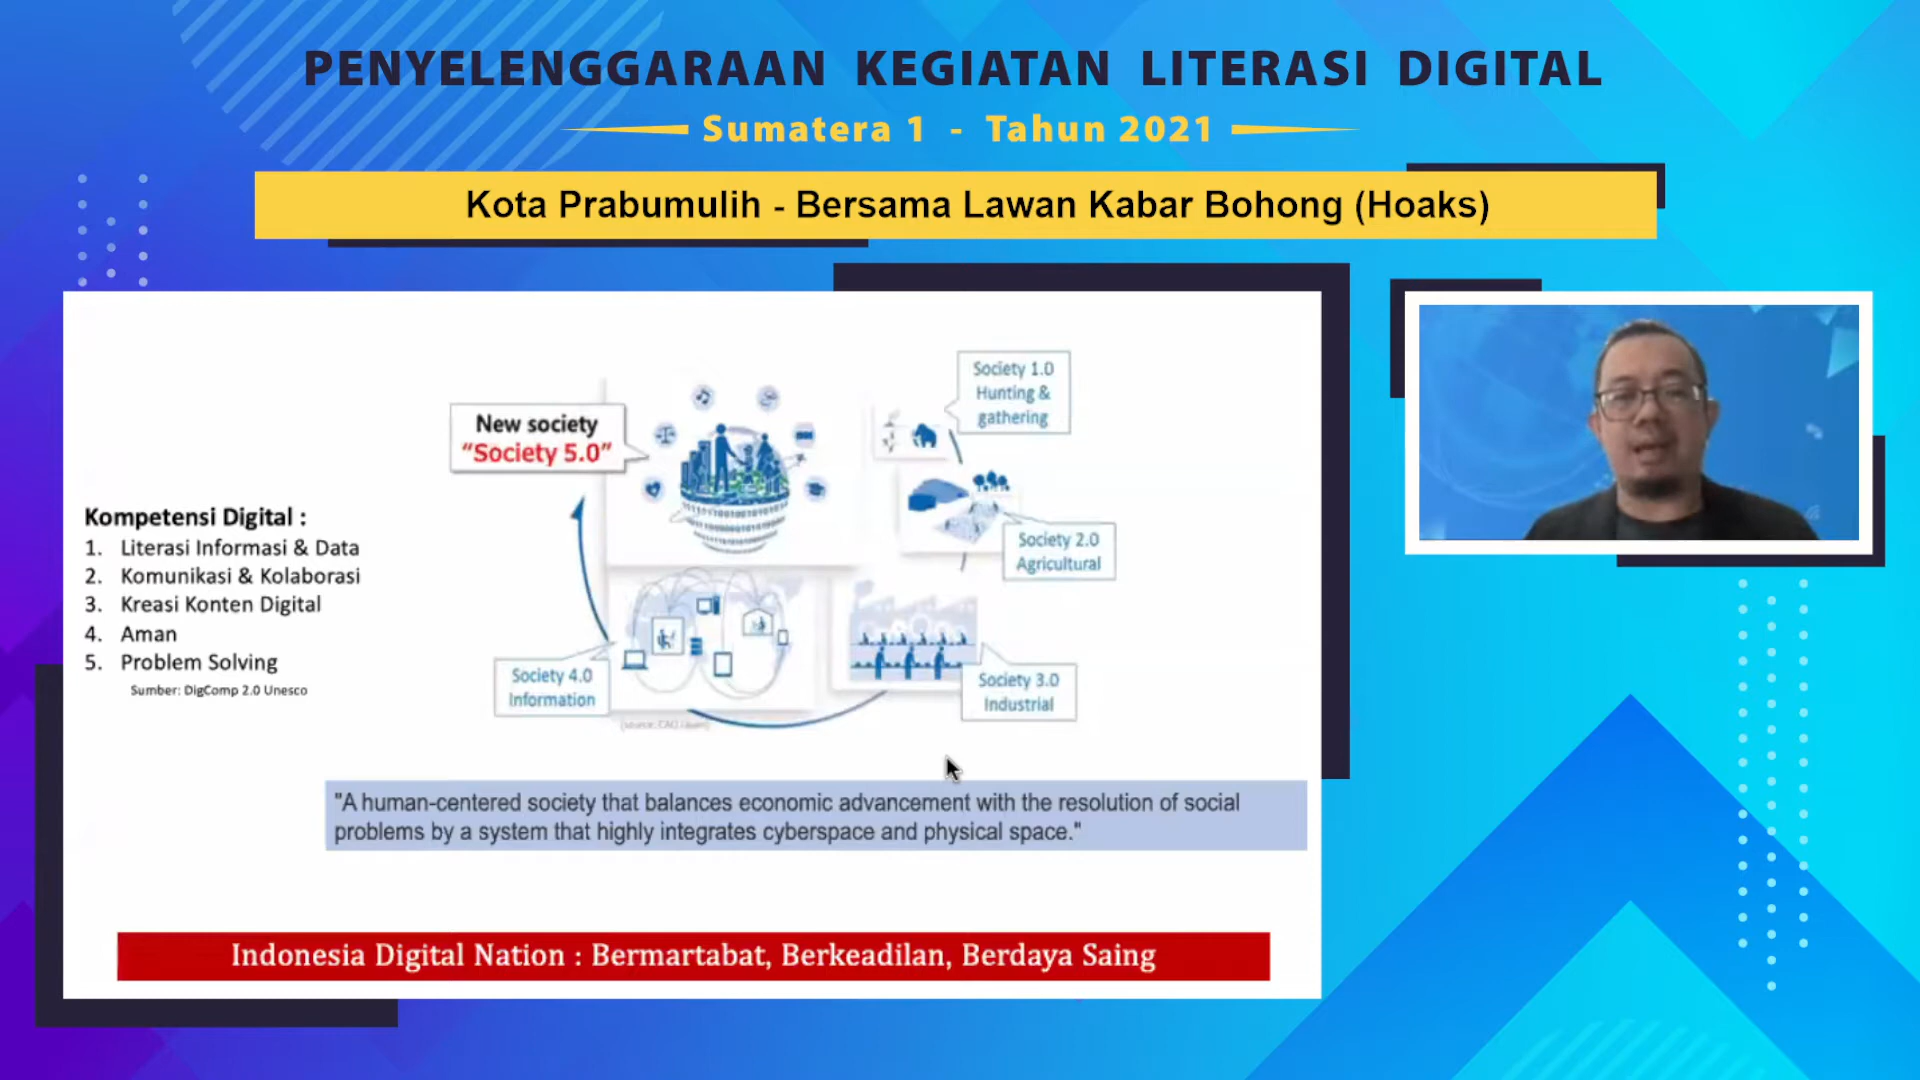 PENYELENGGARAAN KEGIATAN LITERASI DIGITAL
Sumatera 1 - Tahun 2021
Kota Prabumulih - Bersama Lawan Kabar Bohong (Hoaks)
New society
“Society 5.0”
Society 1.0
Hunting &
gathering
Society 2.0
Agricultural
Society 3.0
Industrial
Society 4.0
Information
Kompetensi Digital :
1. Literasi Informasi & Data
2. Komunikasi & Kolaborasi
3. Kreasi Konten Digital
4. Aman
5. Problem Solving
Sumber: DigComp 2.0 Unesco
"A human-centered society that balances economic advancement with the resolution of social
problems by a system that highly integrates cyberspace and physical space."
Indonesia Digital Nation : Bermartabat, Berkeadilan, Berdaya Saing